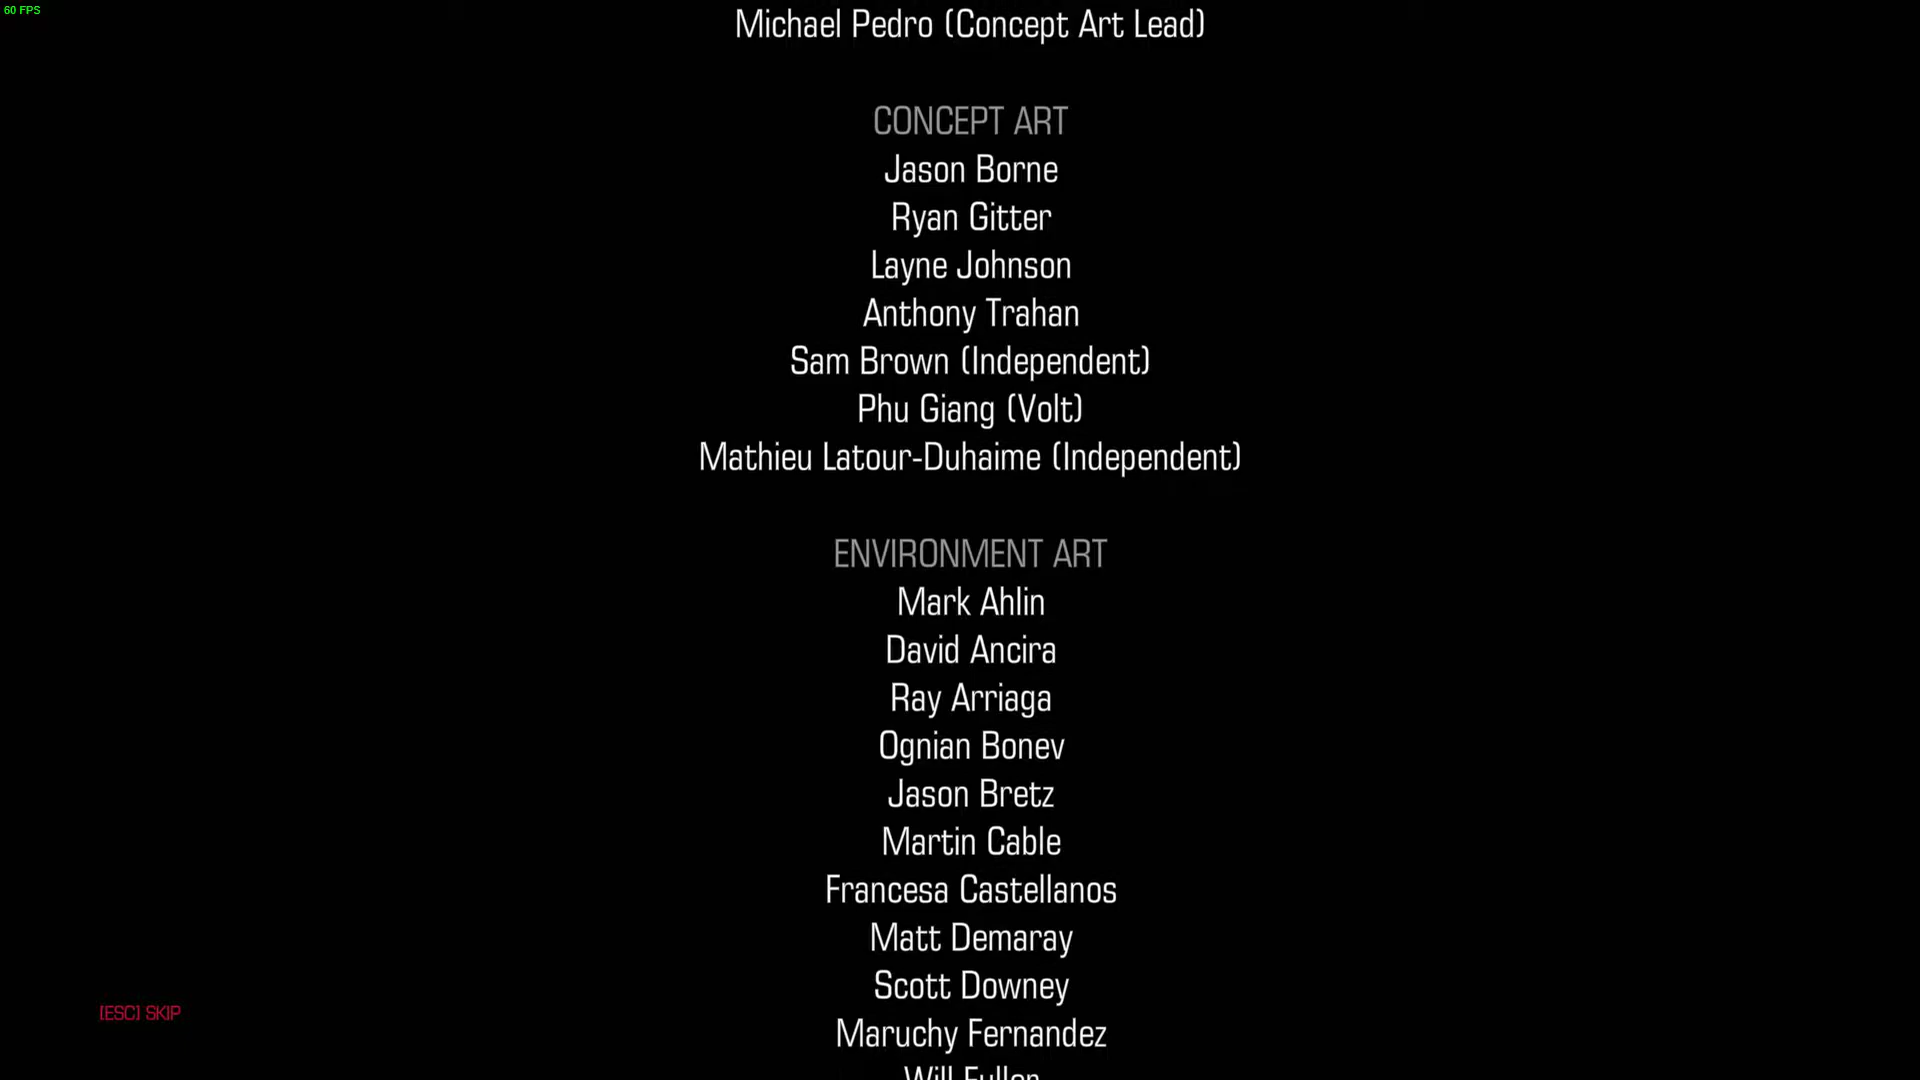 60 FPS
Michael Pedro (Concept Art Lead)
CONCEPT ART
Jason Borne
Ryan Gitter
Layne Johnson
Anthony Trahan
Sam Brown (Independent)
Phu Giang (Volt)
Mathieu Latour-Duhaime (Independent)
ENVIRONMENT ART
Mark Ahlin
David Ancira
Ray Arriaga
Ognian Bonev
Jason Bretz
Martin Cable
Francesa Castellanos
Matt Demaray
Scott Downey
[ESC] SKIP
Maruchy Fernandez
Will